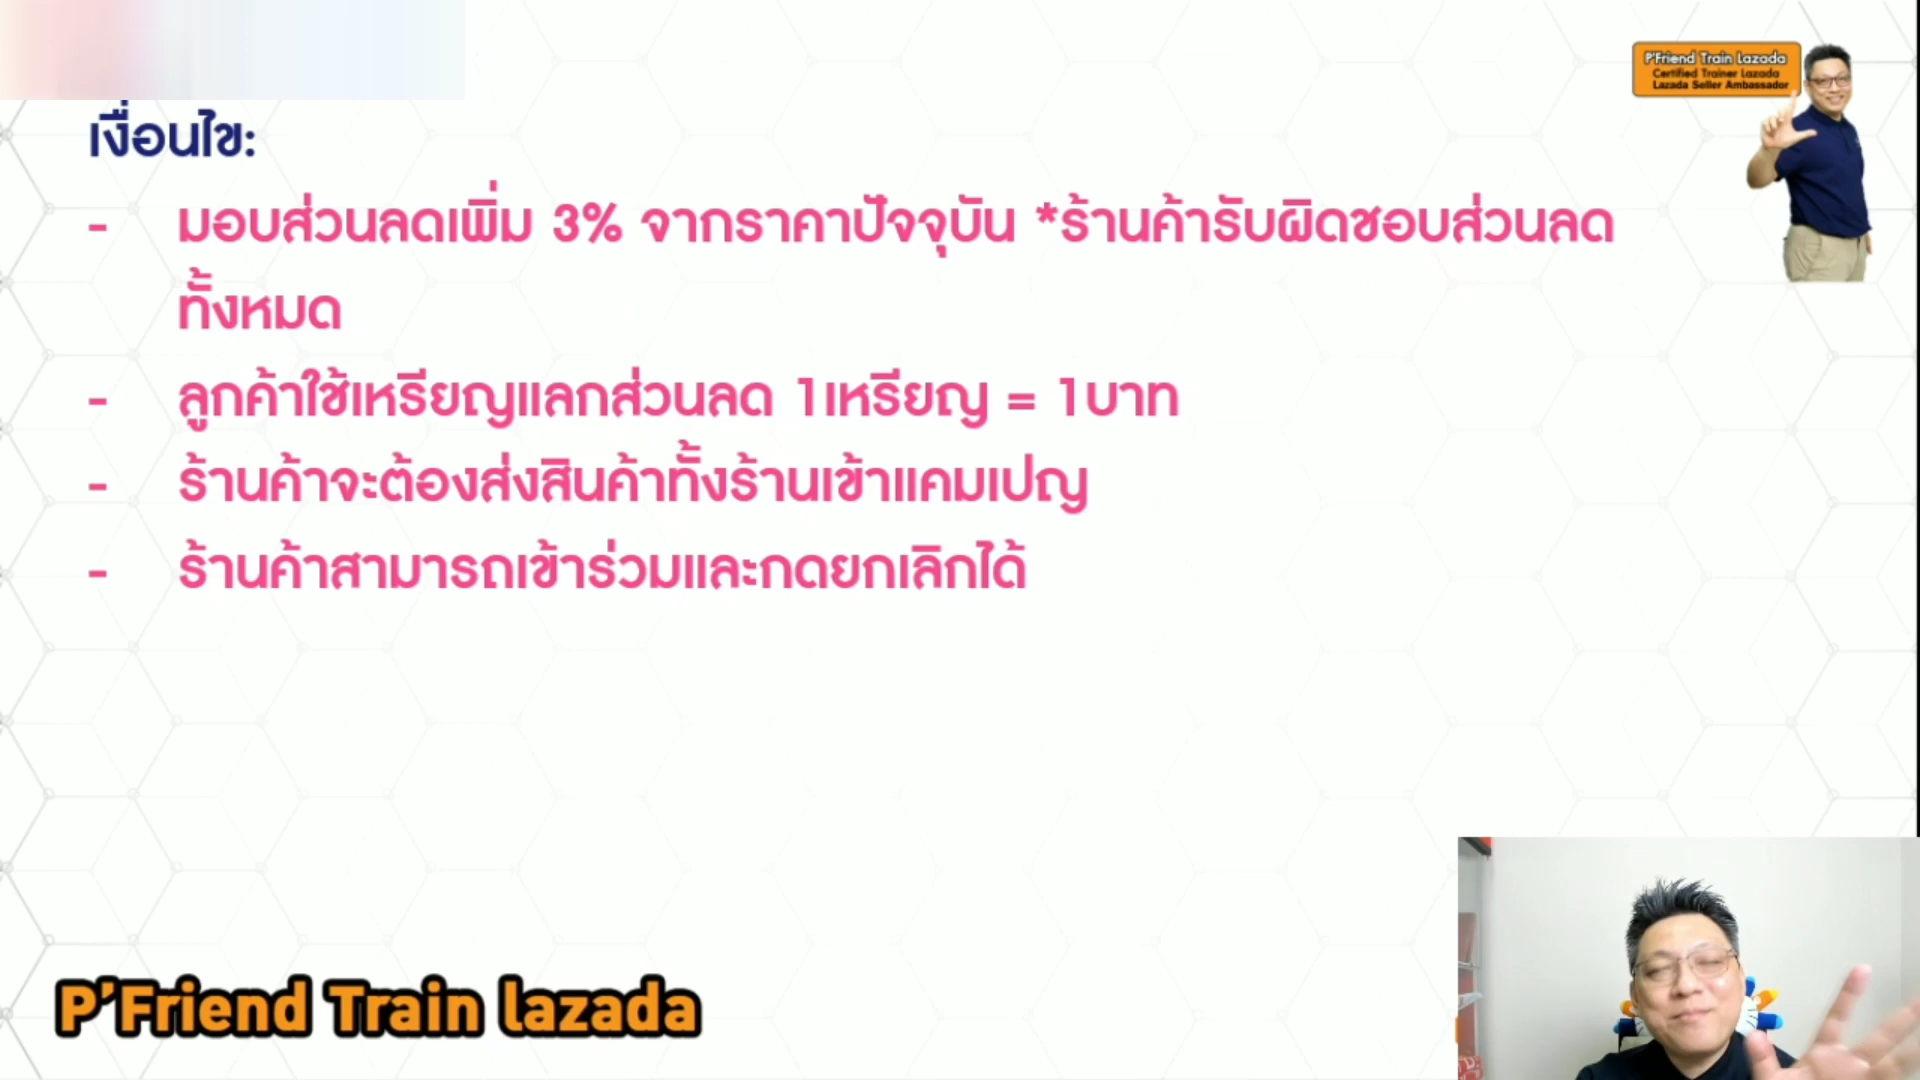 P'Friend Train Lazada
Certified Trainer Lazada
Lazada Seller Ambassador
เงื่อนไข:
- มอบส่วนลดเพิ่ม 3% จากราคาปัจจุบัน *ร้านค้ารับผิดชอบส่วนลด
ทั้งหมด
- ลูกค้าใช้เหรียญแลกส่วนลด 1เหรียญ = 1บาท
- ร้านค้าจะต้องส่งสินค้าทั้งร้านเข้าแคมเปญ
- ร้านค้าสามารถเข้าร่วมและกดยกเลิกได้
P'Friend Train lazada